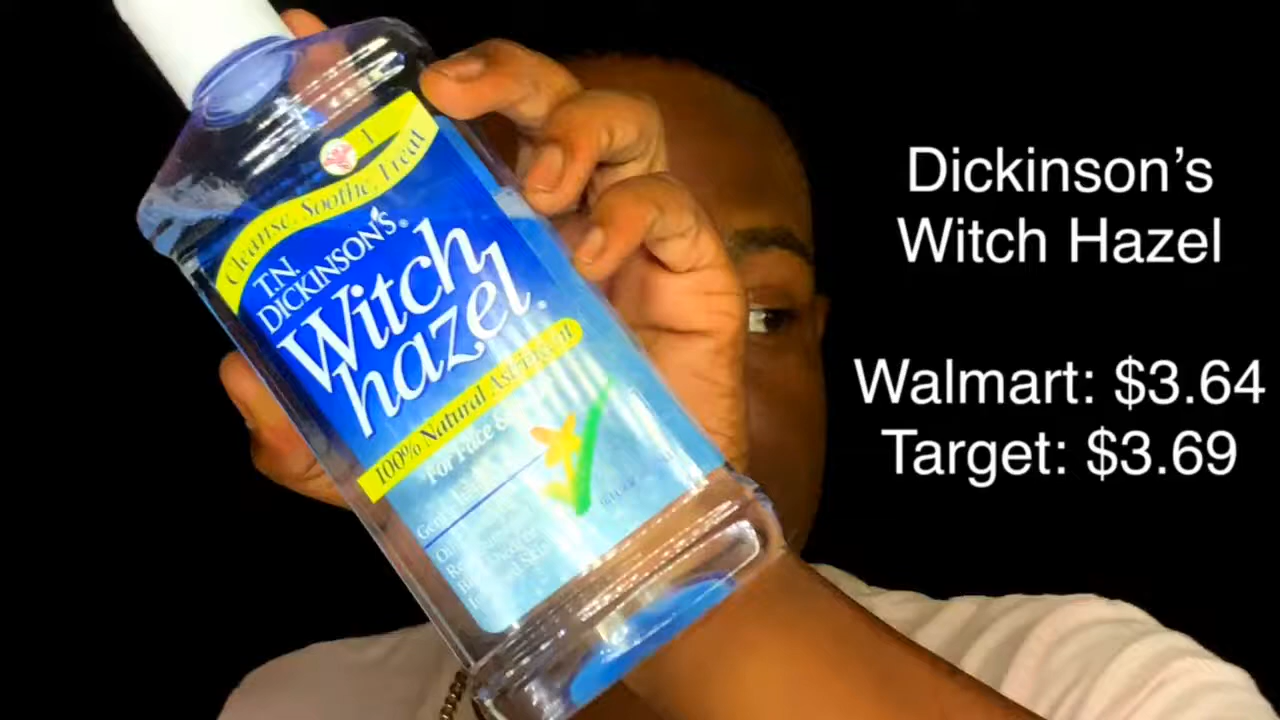 1
Cleanse, Soothe, Treat
T.N.
DICKINSON'S®
Witch
hazel®
100% Natural Astringent
For Face &
Dickinson’s
Witch Hazel
Walmart: $3.64
Target: $3.69